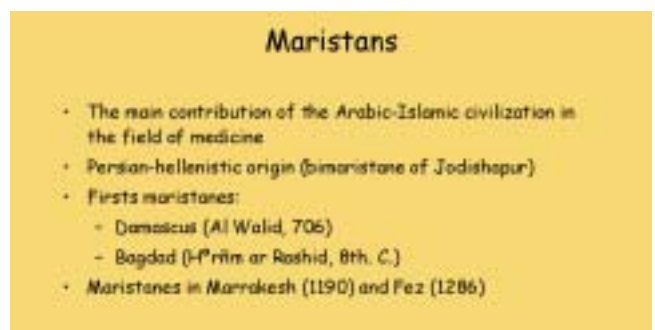 Maristans
• The main contribution of the Arabic-Islamic civilization in
the field of medicine
• Persian-hellenistic origin (bimaristane of Jodishapur)
• Firsts maristanes:
– Damascus (Al Walid, 706)
– Bagdad (Hªrñm ar Rashid, 8th. C.)
• Maristanes in Marrakesh (1190) and Fez (1286)